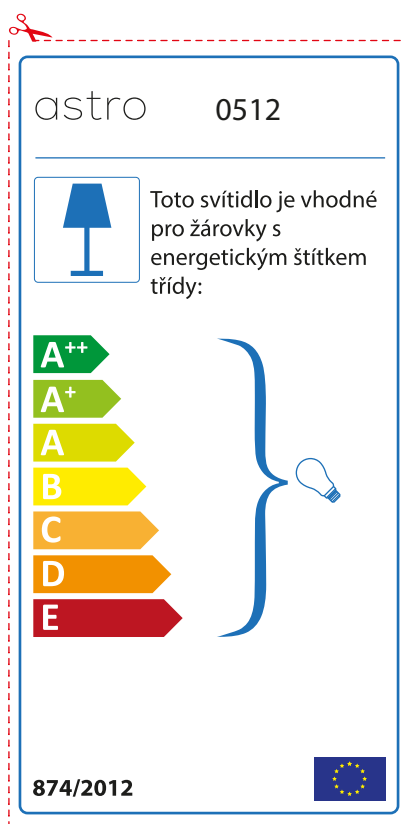 astro 0512
Toto svítidlo je vhodné
pro žárovky s
energetickým štítkem
třídy:
A++
A+
A
B
C
D
E
874/2012